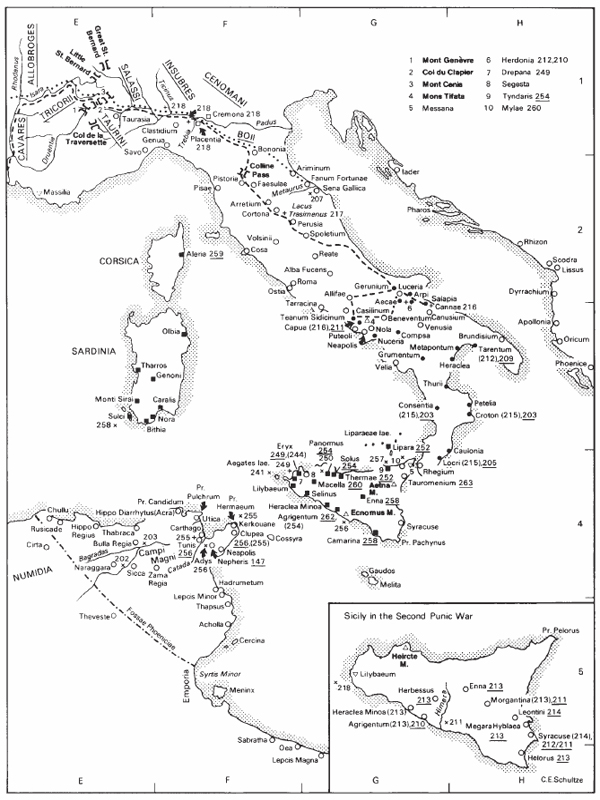 E F G H
1 Mont Genèvre 6 Herdonia 212,210
2 Col du Clapier 7 Drepana 249
3 Mont Cenis 8 Segesta
4 Mons Tifata 9 Tyndaris 254
5 Messana 10 Mylae 260
1
ALLOBROGES
Rhodanus
Great St.
Bernard
Little
St. Bernard
SALASSI
INSUBRES
CENOMANI
Ticinus
218
218
Cremona 218
Isara
TRICORII
CAVARES
Druentia
TAURINI
Taurasia
Col de la
Traversette
Clastidium
Trebia
Placentia
218
Padus
BOII
Genua
Savo
Bononia
Colline
Pass
Massilia
Pistoriae
Pisae
Faesulae
Ariminum
Fanum Fortunae
Metaurus
207
Sena Gallica
Iader
Arretium
Cortona
Lacus
Trasimenus 217
Perusia
Pharos
2
Volsinii
Spoletium
Cosa
Rhizon
CORSICA
Aleria 259
Reate
Alba Fucens
Roma
Ostia
Scodra
Lissus
Tarracina
Gerunium
Luceria
Allifae
Arpi
Aecae
Salapia
Dyrrhachium
Casilinum
6
Cannae 216
Teanum Sidicinum
4
Beneventum
Canusium
Capua (216), 211
Nola
Venusia
Apollonia
Puteoli
Compsa
Neapolis
Nuceria
Brundisium
Oricum
Olbia
Metapontum
Tarentum
(212), 209
Grumentum
Heraclea
Velia
Phoenice
SARDINIA
Tharros
Genoni
Thurii
Monti Sirai
Caralis
Consentia
(215), 203
Petelia
Croton (215), 203
Sulci
258
Nora
Bithia
Liparaeae Iae.
Lipara 252
Caulonia
Locri (215), 205
Eryx
249, (244)
Panormus
254
250
Solus
254
257
10
9
5
Rhegium
Aegates Iae.
241
249
8
Thermae 252
Tauromenium 263
7
Macella 260
Aetna
M.
Lilybaeum
Selinus
Enna 258
Heraclea Minoa
Ecnomus M.
Agrigentum 262
(254)
256
Syracuse
Camarina 258
Pr. Pachynus
4
Pr.
Pulchrum
Pr.
Hermaeum
255
Pr. Candidum
Hippo Diarrhytus (Acra)
Chullu
Utica
Kerkouane
Rusicade
Hippo
Regius
Thabraca
Carthago
255
Clupea
256, (255)
Cossyra
Bulla Regia
203
Tunis
256
Cirta
Bagradas
Campi
Magni
Neapolis
Adys
256
Nepheris 147
202
Naraggara
Sicca
Zama
Regia
Catada
NUMIDIA
Hadrumetum
Gaudos
Melita
Leptis Minor
Thapsus
Theveste
Fossae Phoeniciae
Acholla
Cercina
Emporia
Syrtis Minor
Meninx
Sabratha
Oea
Lepcis Magna
Sicily in the Second Punic War
Pr. Pelorus
Heircte
M.
5
Lilybaeum
218
Enna 213
Herbessus
213
Himera
Morgantina (213), 211
Heraclea Minoa (213)
Leontini 214
Agrigentum (213), 210
211
Megara Hyblaea
213
Syracuse (214),
212/211
Helorus 213
E F G H
C.E.Schultze